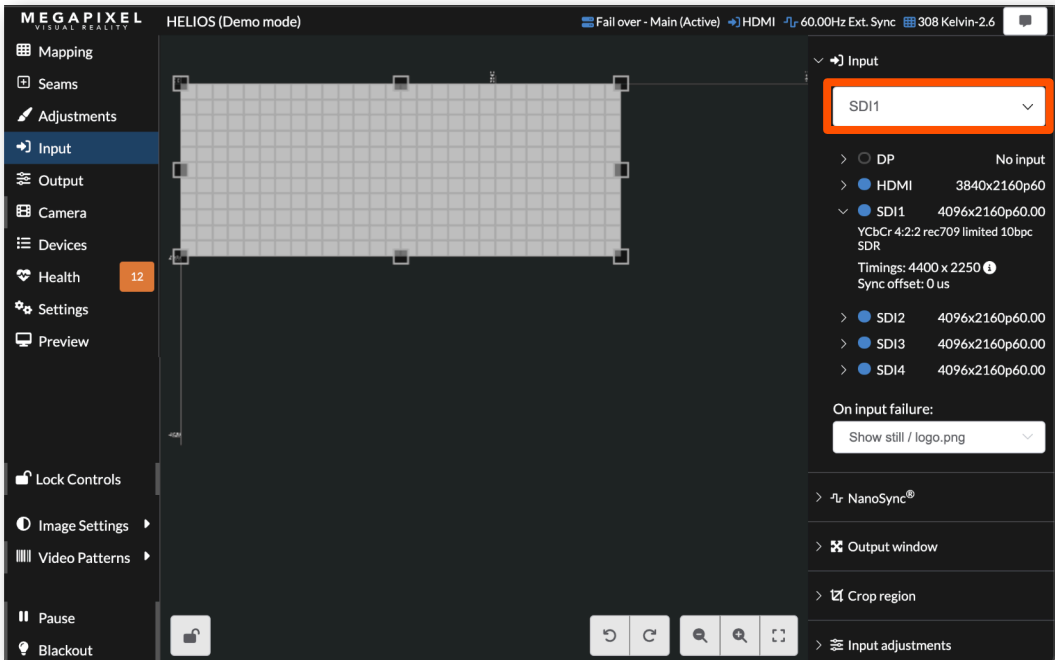 MEGAPIXEL
VISUAL REALITY
HELIOS (Demo mode)
Fail over - Main (Active) HDMI 60.00Hz Ext. Sync 308 Kelvin-2.6
Mapping
Seams
Adjustments
Input
Output
Camera
Devices
Health 12
Settings
Preview
Lock Controls
Image Settings
Video Patterns
Pause
Blackout
Input
SDI1
DP No input
HDMI 3840x2160p60
SDI1 4096x2160p60.00
YCbCr 4:2:2 rec709 limited 10bpc
SDR
Timings: 4400 x 2250
Sync offset: 0 us
SDI2 4096x2160p60.00
SDI3 4096x2160p60.00
SDI4 4096x2160p60.00
On input failure:
Show still / logo.png
NanoSync®
Output window
Crop region
Input adjustments